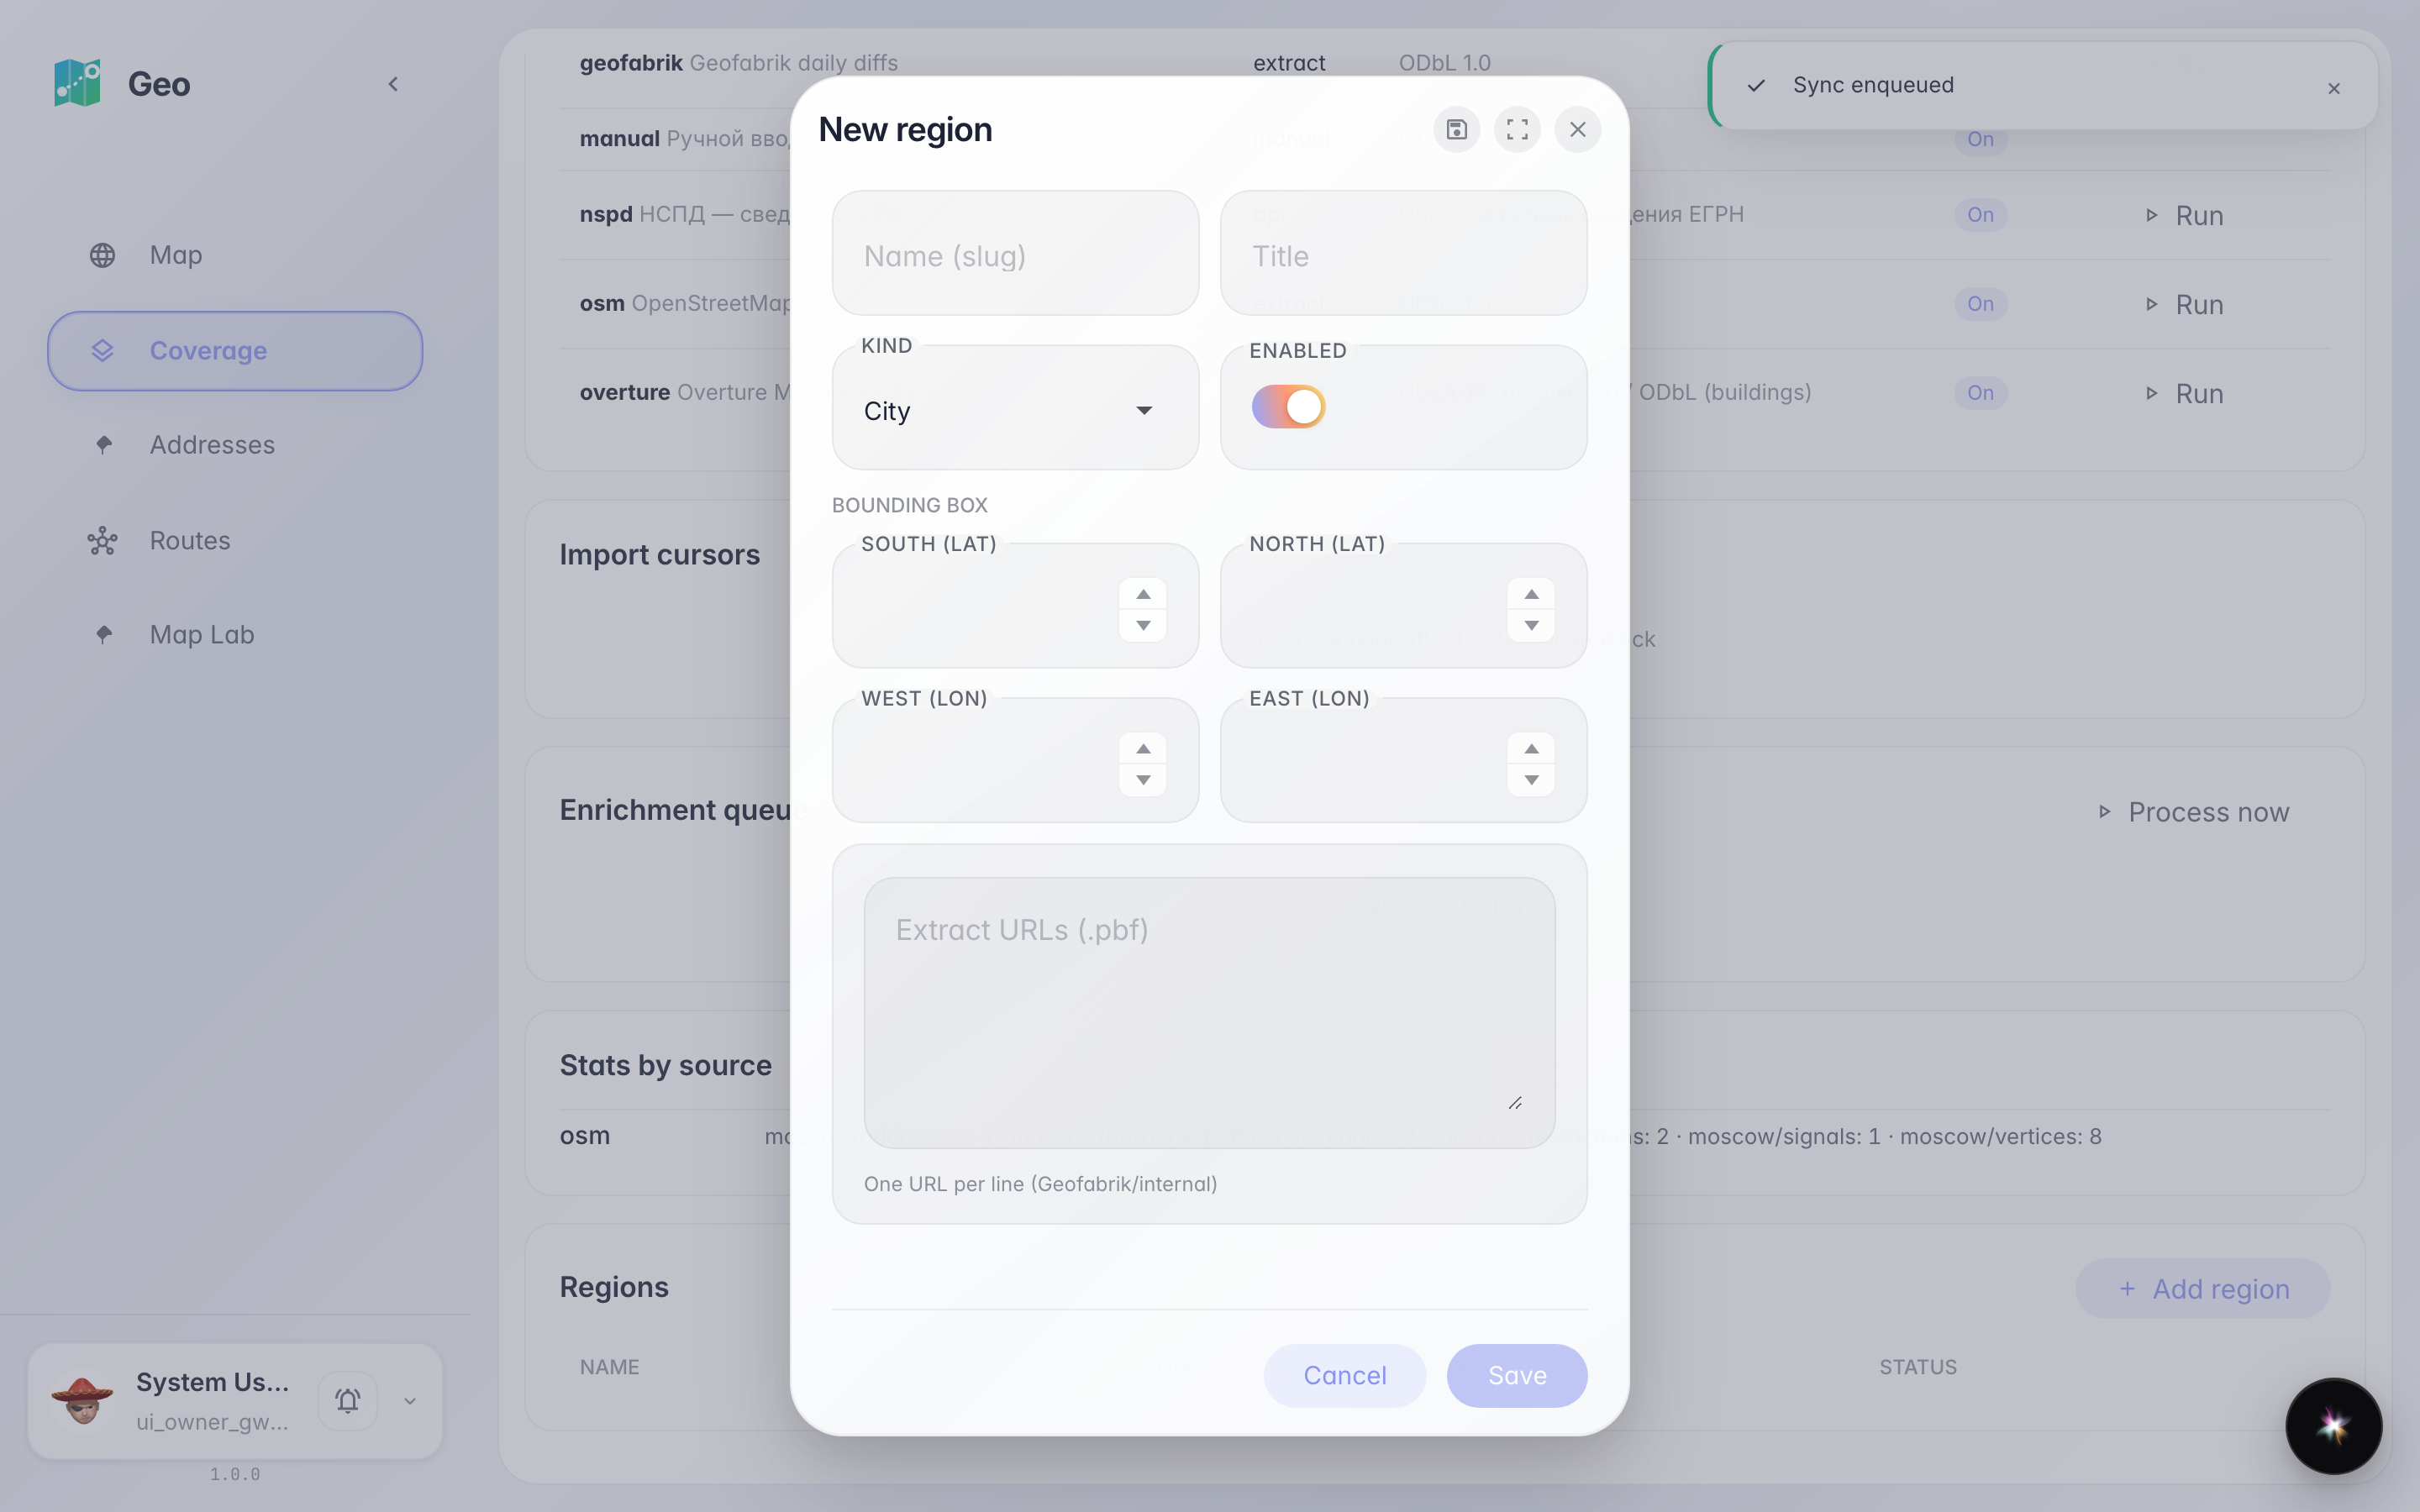 Geo
Map
Coverage
Addresses
Routes
Map Lab
System Us...
ui_owner_gw...
1.0.0
geofabrik Geofabrik daily diffs extract ODbL 1.0
Sync enqueued
manual Ручной On
nspd НСПД — ЕГРН On Run
osm OpenStreetMap On Run
overture Overture ODbL (buildings) On Run
Import cursors
Enrichment queue
Process now
Stats by source
osm : 2 · moscow/signals: 1 · moscow/vertices: 8
Regions
+ Add region
NAME STATUS
New region
Name (slug) Title
KIND ENABLED
City
BOUNDING BOX
SOUTH (LAT) NORTH (LAT)
WEST (LON) EAST (LON)
Extract URLs (.pbf)
One URL per line (Geofabrik/internal)
Cancel Save